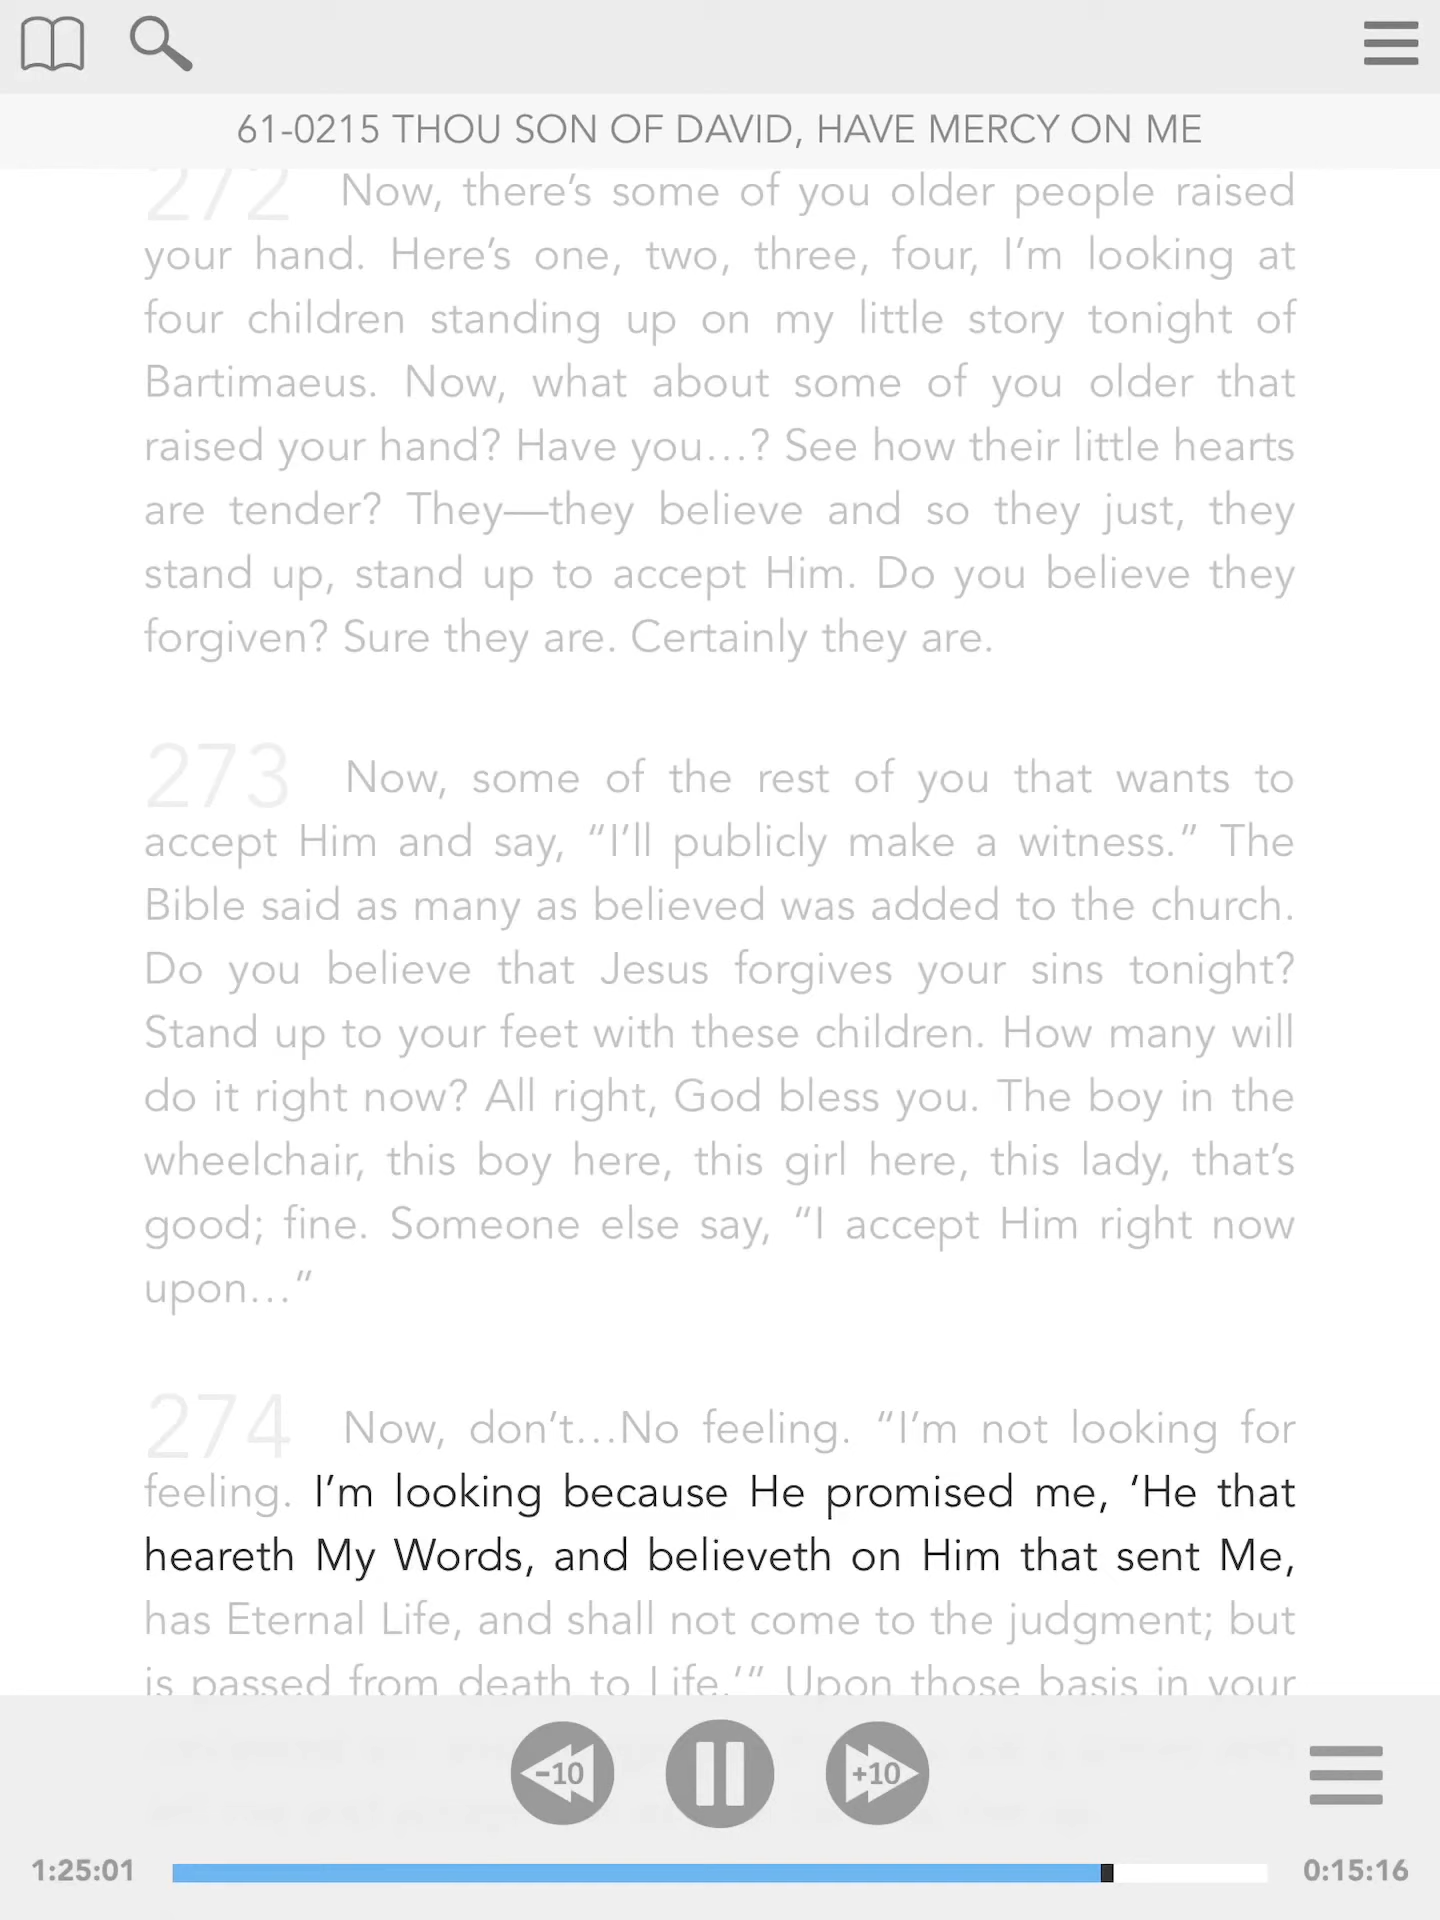 61-0215 THOU SON OF DAVID, HAVE MERCY ON ME
272 Now, there’s some of you older people raised
your hand. Here’s one, two, three, four, I’m looking at
four children standing up on my little story tonight of
Bartimaeus. Now, what about some of you older that
raised your hand? Have you…? See how their little hearts
are tender? They—they believe and so they just, they
stand up, stand up to accept Him. Do you believe they
forgiven? Sure they are. Certainly they are.
273 Now, some of the rest of you that wants to
accept Him and say, “I’ll publicly make a witness.” The
Bible said as many as believed was added to the church.
Do you believe that Jesus forgives your sins tonight?
Stand up to your feet with these children. How many will
do it right now? All right, God bless you. The boy in the
wheelchair, this boy here, this girl here, this lady, that’s
good; fine. Someone else say, “I accept Him right now
upon…”
274 Now, don’t…No feeling. “I’m not looking for
feeling. I’m looking because He promised me, ‘He that
heareth My Words, and believeth on Him that sent Me,
has Eternal Life, and shall not come to the judgment; but
is passed from death to Life.’” Upon those basis in your
-10 +10
1:25:01 0:15:16